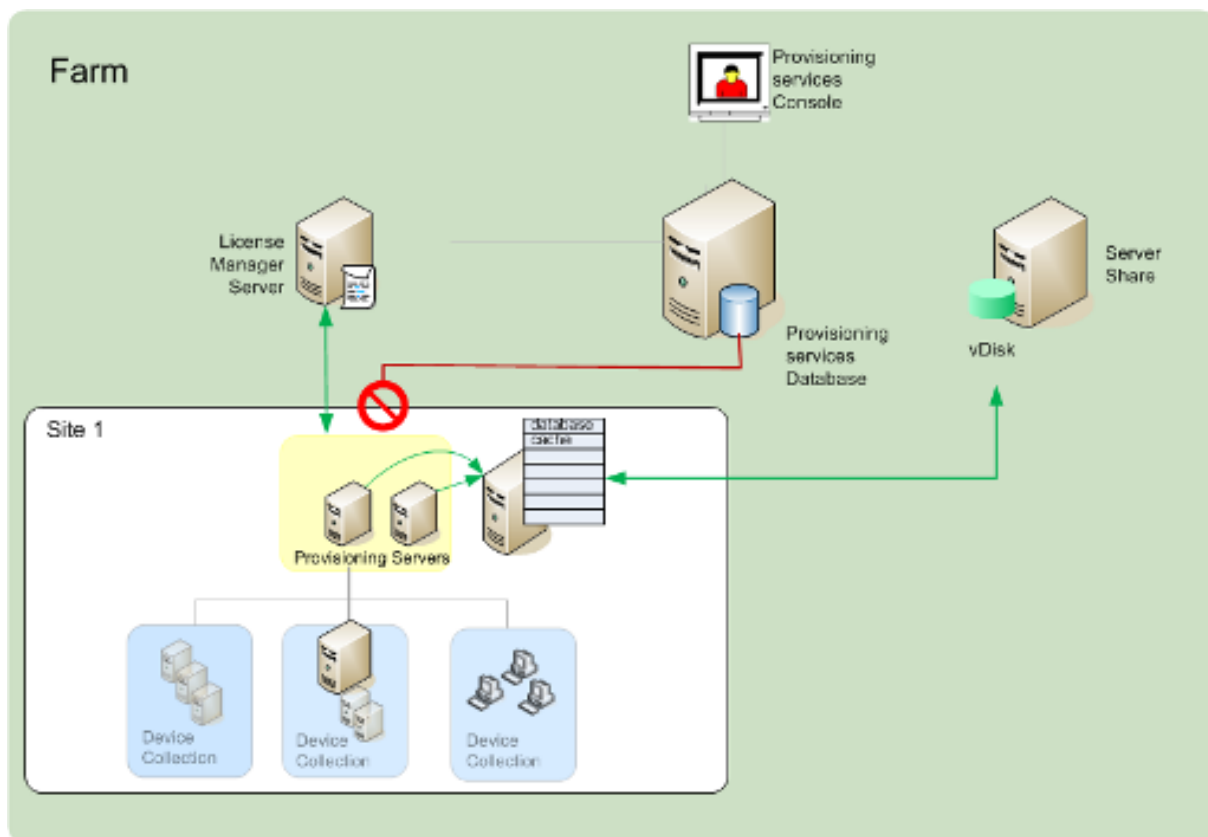 Farm
Provisioning
services
Console
License
Manager
Server
Server
Share
vDisk
Provisioning
services
Database
Site 1
database
cache
Provisioning Servers
Device
Collection
Device
Collection
Device
Collection